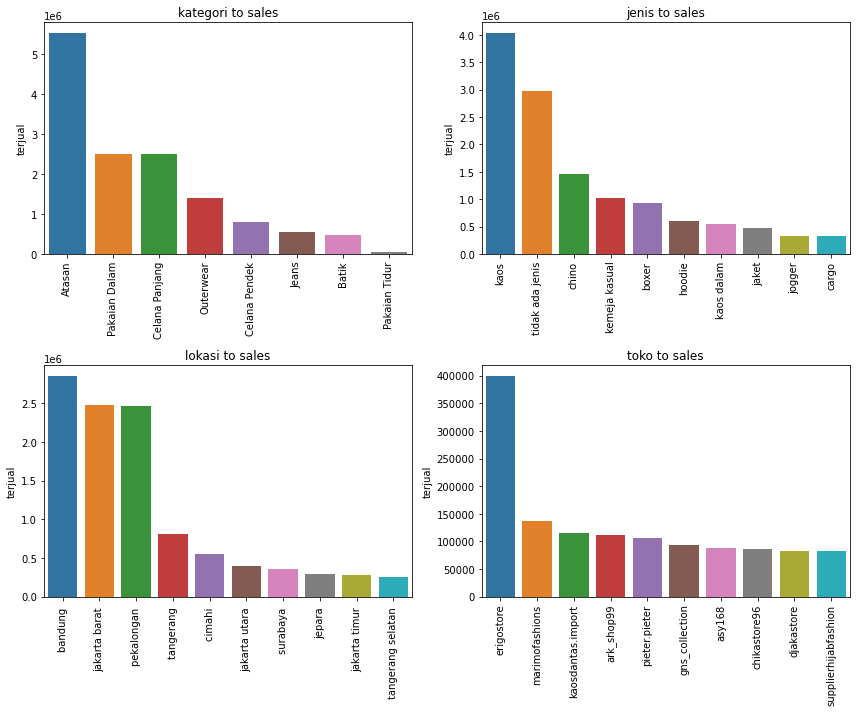 kategori to sales
1e6
terjual
5
4
3
2
1
0
Atasan
Pakaian Dalam
Celana Panjang
Outerwear
Celana Pendek
Jeans
Batik
Pakaian Tidur
jenis to sales
1e6
terjual
4.0
3.5
3.0
2.5
2.0
1.5
1.0
0.5
0.0
kaos
tidak ada jenis
chino
kemeja kasual
boxer
hoodie
kaos dalam
jaket
jogger
cargo
lokasi to sales
1e6
terjual
2.5
2.0
1.5
1.0
0.5
0.0
bandung
jakarta barat
pekalongan
tangerang
cimahi
jakarta utara
surabaya
jepara
jakarta timur
tangerang selatan
toko to sales
terjual
400000
350000
300000
250000
200000
150000
100000
50000
0
erigostore
marimofashions
kaosdantas.import
ark_shop99
pieter.pieter
gns_collection
asy168
chikastore96
djakastore
supplierhijabfashion